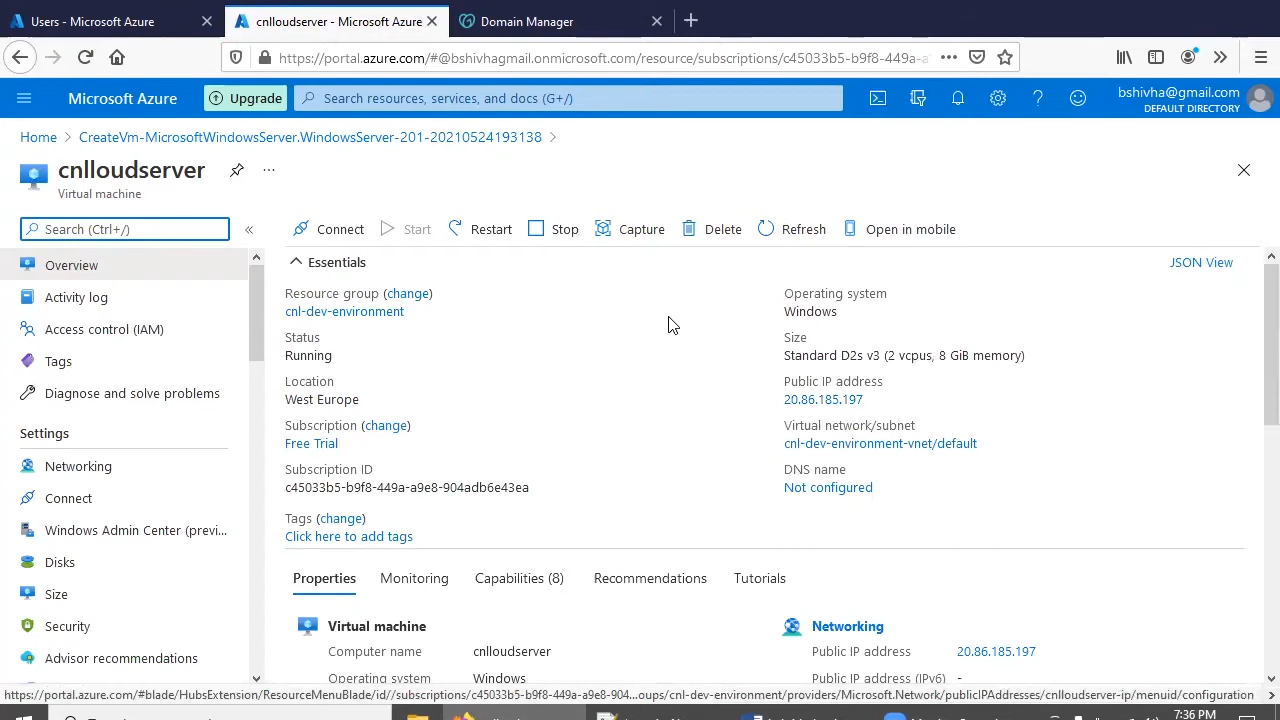 Users - Microsoft Azure
cnlloudserver - Microsoft Azure
Domain Manager
https://portal.azure.com/#@bshivhagmail.onmicrosoft.com/resource/subscriptions/c45033b5-b9f8-449a-a
Microsoft Azure
Upgrade
Search resources, services, and docs (G+/)
bshivha@gmail.com
DEFAULT DIRECTORY
Home > CreateVm-MicrosoftWindowsServer.WindowsServer-201-20210524193138 >
cnlloudserver
Virtual machine
Search (Ctrl+/)
Connect Start Restart Stop Capture Delete Refresh Open in mobile
Overview
Activity log
Access control (IAM)
Tags
Diagnose and solve problems
Settings
Networking
Connect
Windows Admin Center (previ...
Disks
Size
Security
Advisor recommendations
Essentials
JSON View
Resource group (change)
cnl-dev-environment
Status
Running
Location
West Europe
Subscription (change)
Free Trial
Subscription ID
c45033b5-b9f8-449a-a9e8-904adb6e43ea
Tags (change)
Click here to add tags
Operating system
Windows
Size
Standard D2s v3 (2 vcpus, 8 GiB memory)
Public IP address
20.86.185.197
Virtual network/subnet
cnl-dev-environment-vnet/default
DNS name
Not configured
Properties Monitoring Capabilities (8) Recommendations Tutorials
Virtual machine
Computer name cnlloudserver
Operating system Windows
Networking
Public IP address 20.86.185.197
Public IP address (IPv6) -
https://portal.azure.com/#blade/HubsExtension/ResourceMenuBlade/id//subscriptions/c45033b5-b9f8-449a-a9e8-904...oups/cnl-dev-environment/providers/Microsoft.Network/publicIPAddresses/cnlloudserver-ip/menuid/configuration
7:36 PM